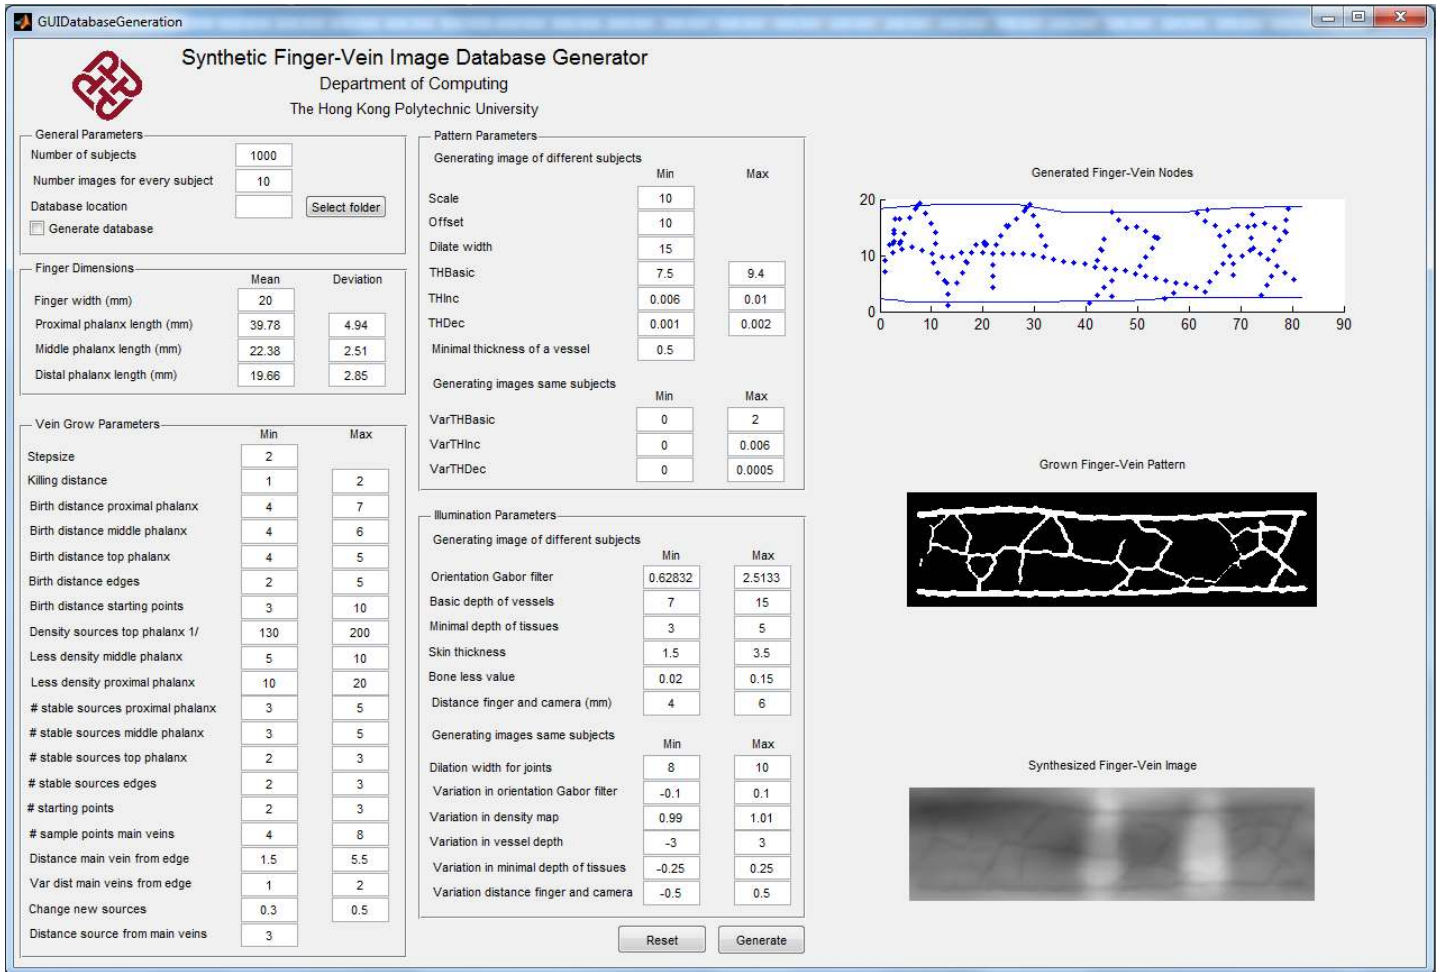 GUIDatabaseGeneration
Synthetic Finger-Vein Image Database Generator
Department of Computing
The Hong Kong Polytechnic University
General Parameters
Number of subjects 1000
Number images for every subject 10
Database location Select folder
Generate database
Finger Dimensions
Mean Deviation
Finger width (mm) 20
Proximal phalanx length (mm) 39.78 4.94
Middle phalanx length (mm) 22.38 2.51
Distal phalanx length (mm) 19.66 2.85
Vein Grow Parameters
Min Max
Stepsize 2
Killing distance 1 2
Birth distance proximal phalanx 4 7
Birth distance middle phalanx 4 6
Birth distance top phalanx 4 5
Birth distance edges 2 5
Birth distance starting points 3 10
Density sources top phalanx 1/ 130 200
Less density middle phalanx 5 10
Less density proximal phalanx 10 20
# stable sources proximal phalanx 3 5
# stable sources middle phalanx 3 5
# stable sources top phalanx 2 3
# stable sources edges 2 3
# starting points 2 3
# sample points main veins 4 8
Distance main vein from edge 1.5 5.5
Var dist main veins from edge 1 2
Change new sources 0.3 0.5
Distance source from main veins 3
Pattern Parameters
Generating image of different subjects
Min Max
Scale 10
Offset 10
Dilate width 15
THBasic 7.5 9.4
THInc 0.006 0.01
THDec 0.001 0.002
Minimal thickness of a vessel 0.5
Generating images same subjects
Min Max
VarTHBasic 0 2
VarTHInc 0 0.006
VarTHDec 0 0.0005
Illumination Parameters
Generating image of different subjects
Min Max
Orientation Gabor filter 0.62832 2.5133
Basic depth of vessels 7 15
Minimal depth of tissues 3 5
Skin thickness 1.5 3.5
Bone less value 0.02 0.15
Distance finger and camera (mm) 4 6
Generating images same subjects
Min Max
Dilation width for joints 8 10
Variation in orientation Gabor filter -0.1 0.1
Variation in density map 0.99 1.01
Variation in vessel depth -3 3
Variation in minimal depth of tissues -0.25 0.25
Variation distance finger and camera -0.5 0.5
Reset Generate
Generated Finger-Vein Nodes
20
10
0
0 10 20 30 40 50 60 70 80 90
Grown Finger-Vein Pattern
Synthesized Finger-Vein Image